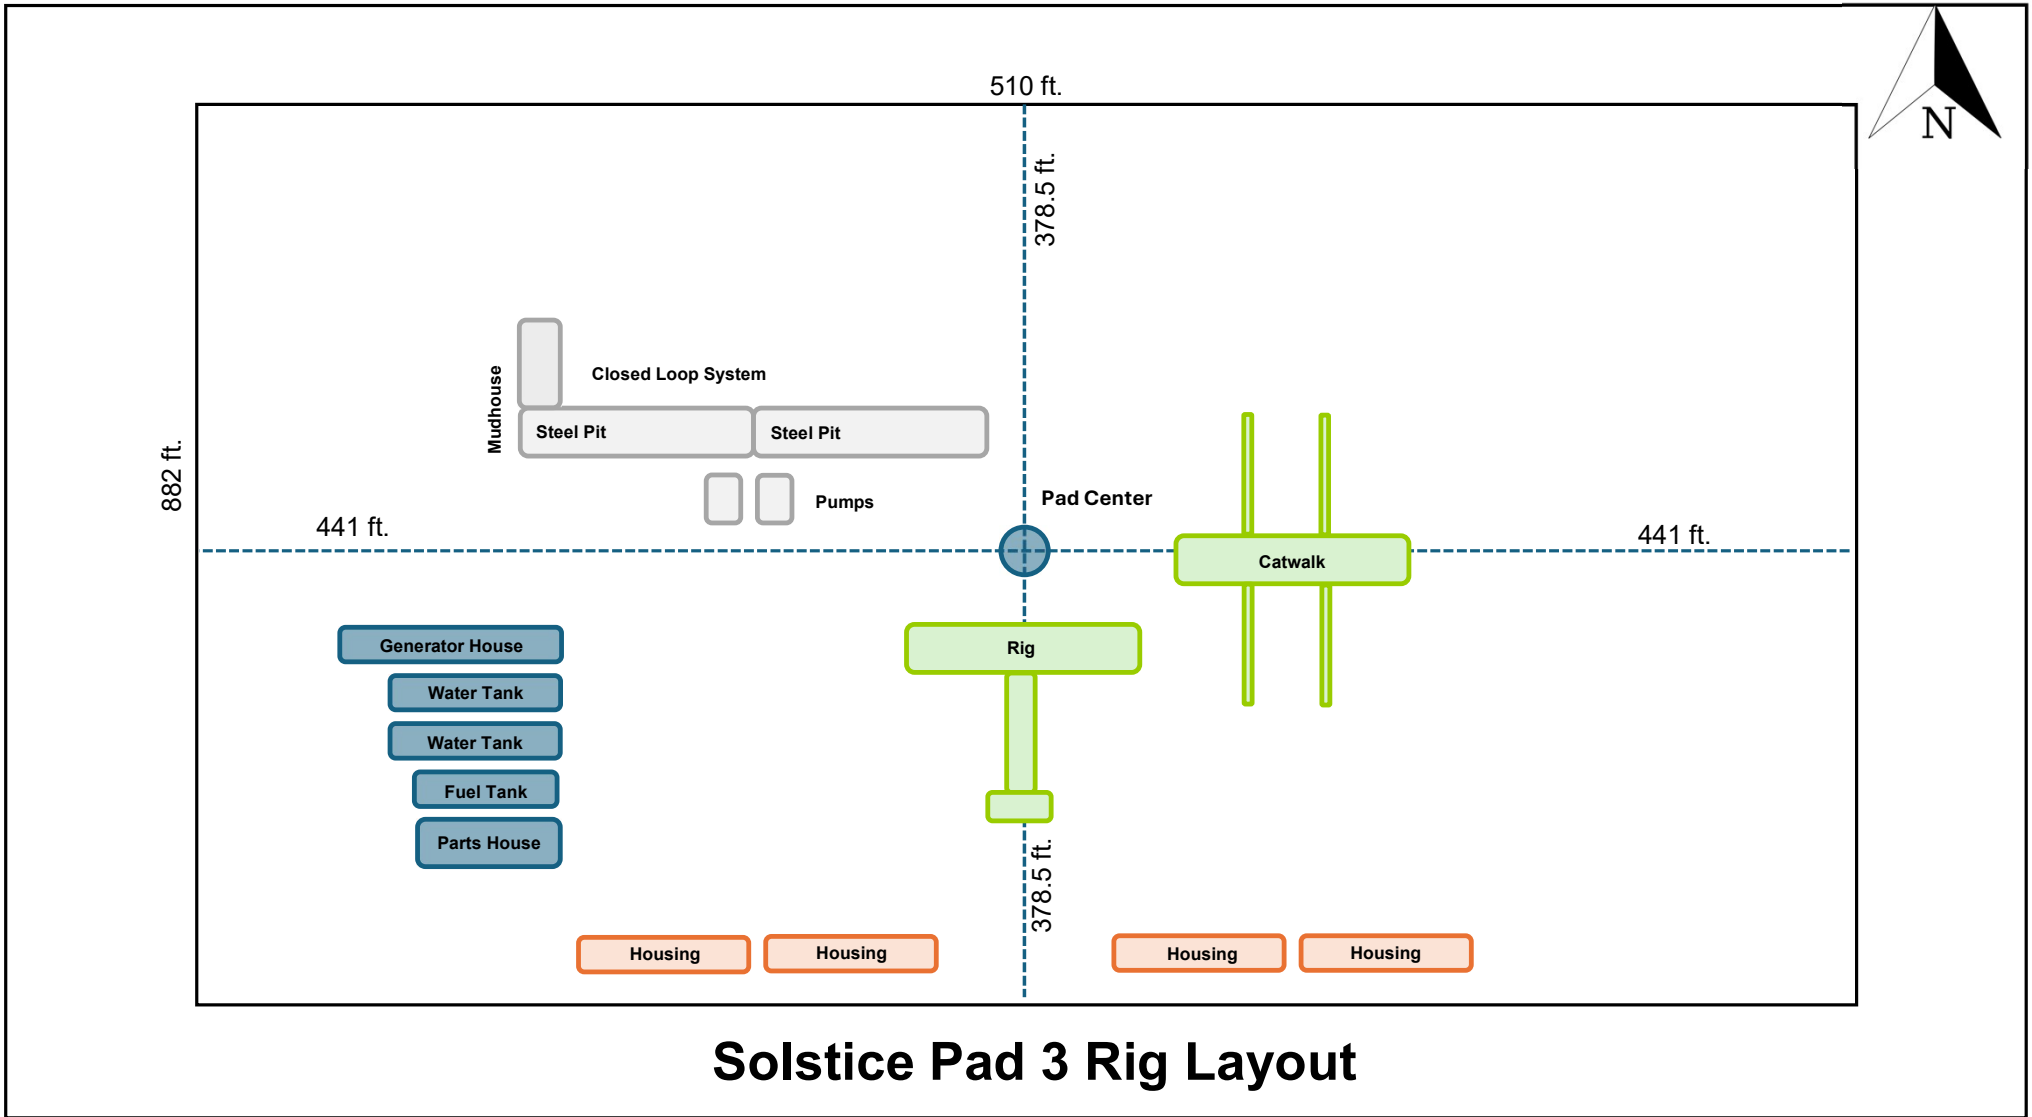 510 ft.
N
378.5 ft.
Mudhouse
Closed Loop System
Steel Pit
Steel Pit
882 ft.
Pumps
Pad Center
441 ft.
441 ft.
Catwalk
Generator House
Rig
Water Tank
Water Tank
Fuel Tank
Parts House
378.5 ft.
Housing
Housing
Housing
Housing
Solstice Pad 3 Rig Layout